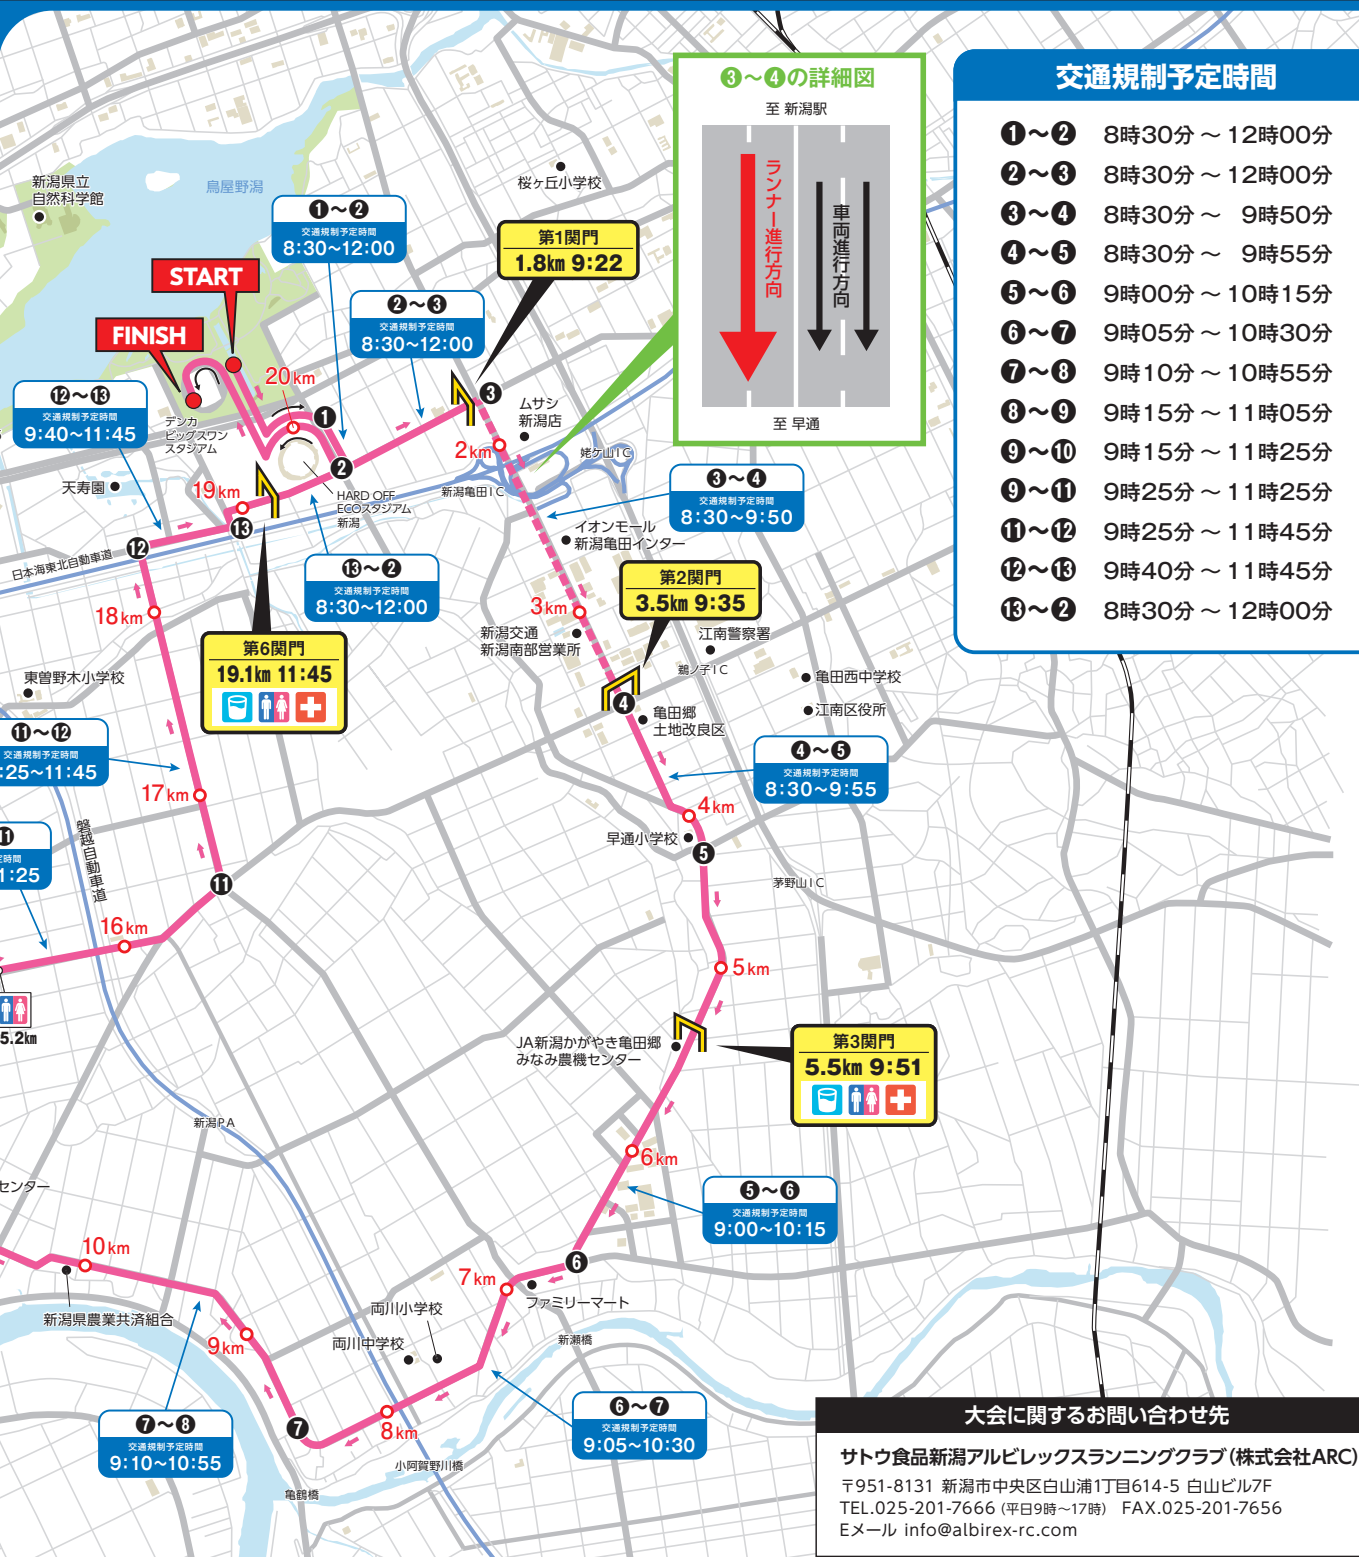 ❸～❹の詳細図
至 新潟駅
ランナー進行方向
車両進行方向
至 早通
交通規制予定時間
❶～❷ 8時30分 ～ 12時00分
❷～❸ 8時30分 ～ 12時00分
❸～❹ 8時30分 ～ 9時50分
❹～❺ 8時30分 ～ 9時55分
❺～❻ 9時00分 ～ 10時15分
❻～❼ 9時05分 ～ 10時30分
❼～❽ 9時10分 ～ 10時55分
❽～❾ 9時15分 ～ 11時05分
❾～❿ 9時15分 ～ 11時25分
❾～⓫ 9時25分 ～ 11時25分
⓫～⓬ 9時25分 ～ 11時45分
⓬～⓭ 9時40分 ～ 11時45分
⓭～❷ 8時30分 ～ 12時00分
新潟県立
自然科学館
鳥屋野潟
桜ヶ丘小学校
❶～❷
交通規制予定時間
8:30~12:00
第1関門
1.8km 9:22
START
❷～❸
交通規制予定時間
8:30~12:00
FINISH
20km
⓬～⓭
交通規制予定時間
9:40~11:45
デンカ
ビッグスワン
スタジアム
❶
❷
❸
ムサシ
新潟店
2km
姥ケ山IC
新潟亀田IC
❸～❹
交通規制予定時間
8:30~9:50
天寿園
19km
HARD OFF
ECOスタジアム
新潟
⓭
⓬
日本海東北自動車道
イオンモール
新潟亀田インター
⓭～❷
交通規制予定時間
8:30~12:00
第2関門
3.5km 9:35
18km
3km
新潟交通
新潟南部営業所
江南警察署
鵜ノ子IC
第6関門
19.1km 11:45
東曽野木小学校
亀田西中学校
江南区役所
❹
亀田郷
土地改良区
⓫～⓬
交通規制予定時間
:25~11:45
❹～❺
交通規制予定時間
8:30~9:55
17km
4km
早通小学校
❺
磐越自動車道
⓫
定時間
1:25
茅野山IC
⓫
16km
5km
5.2km
JA新潟かがやき亀田郷
みなみ農機センター
第3関門
5.5km 9:51
新潟PA
6km
センター
❺～❻
交通規制予定時間
9:00~10:15
10km
❻
7km
ファミリーマート
新潟県農業共済組合
両川小学校
9km
両川中学校
新瀬橋
❼～❽
交通規制予定時間
9:10~10:55
❼
8km
❻～❼
交通規制予定時間
9:05~10:30
小阿賀野川橋
亀鶴橋
大会に関するお問い合わせ先
サトウ食品新潟アルビレックスランニングクラブ(株式会社ARC)
〒951-8131 新潟市中央区白山浦1丁目614-5 白山ビル7F
TEL.025-201-7666 (平日9時～17時) FAX.025-201-7656
Eメール info@albirex-rc.com